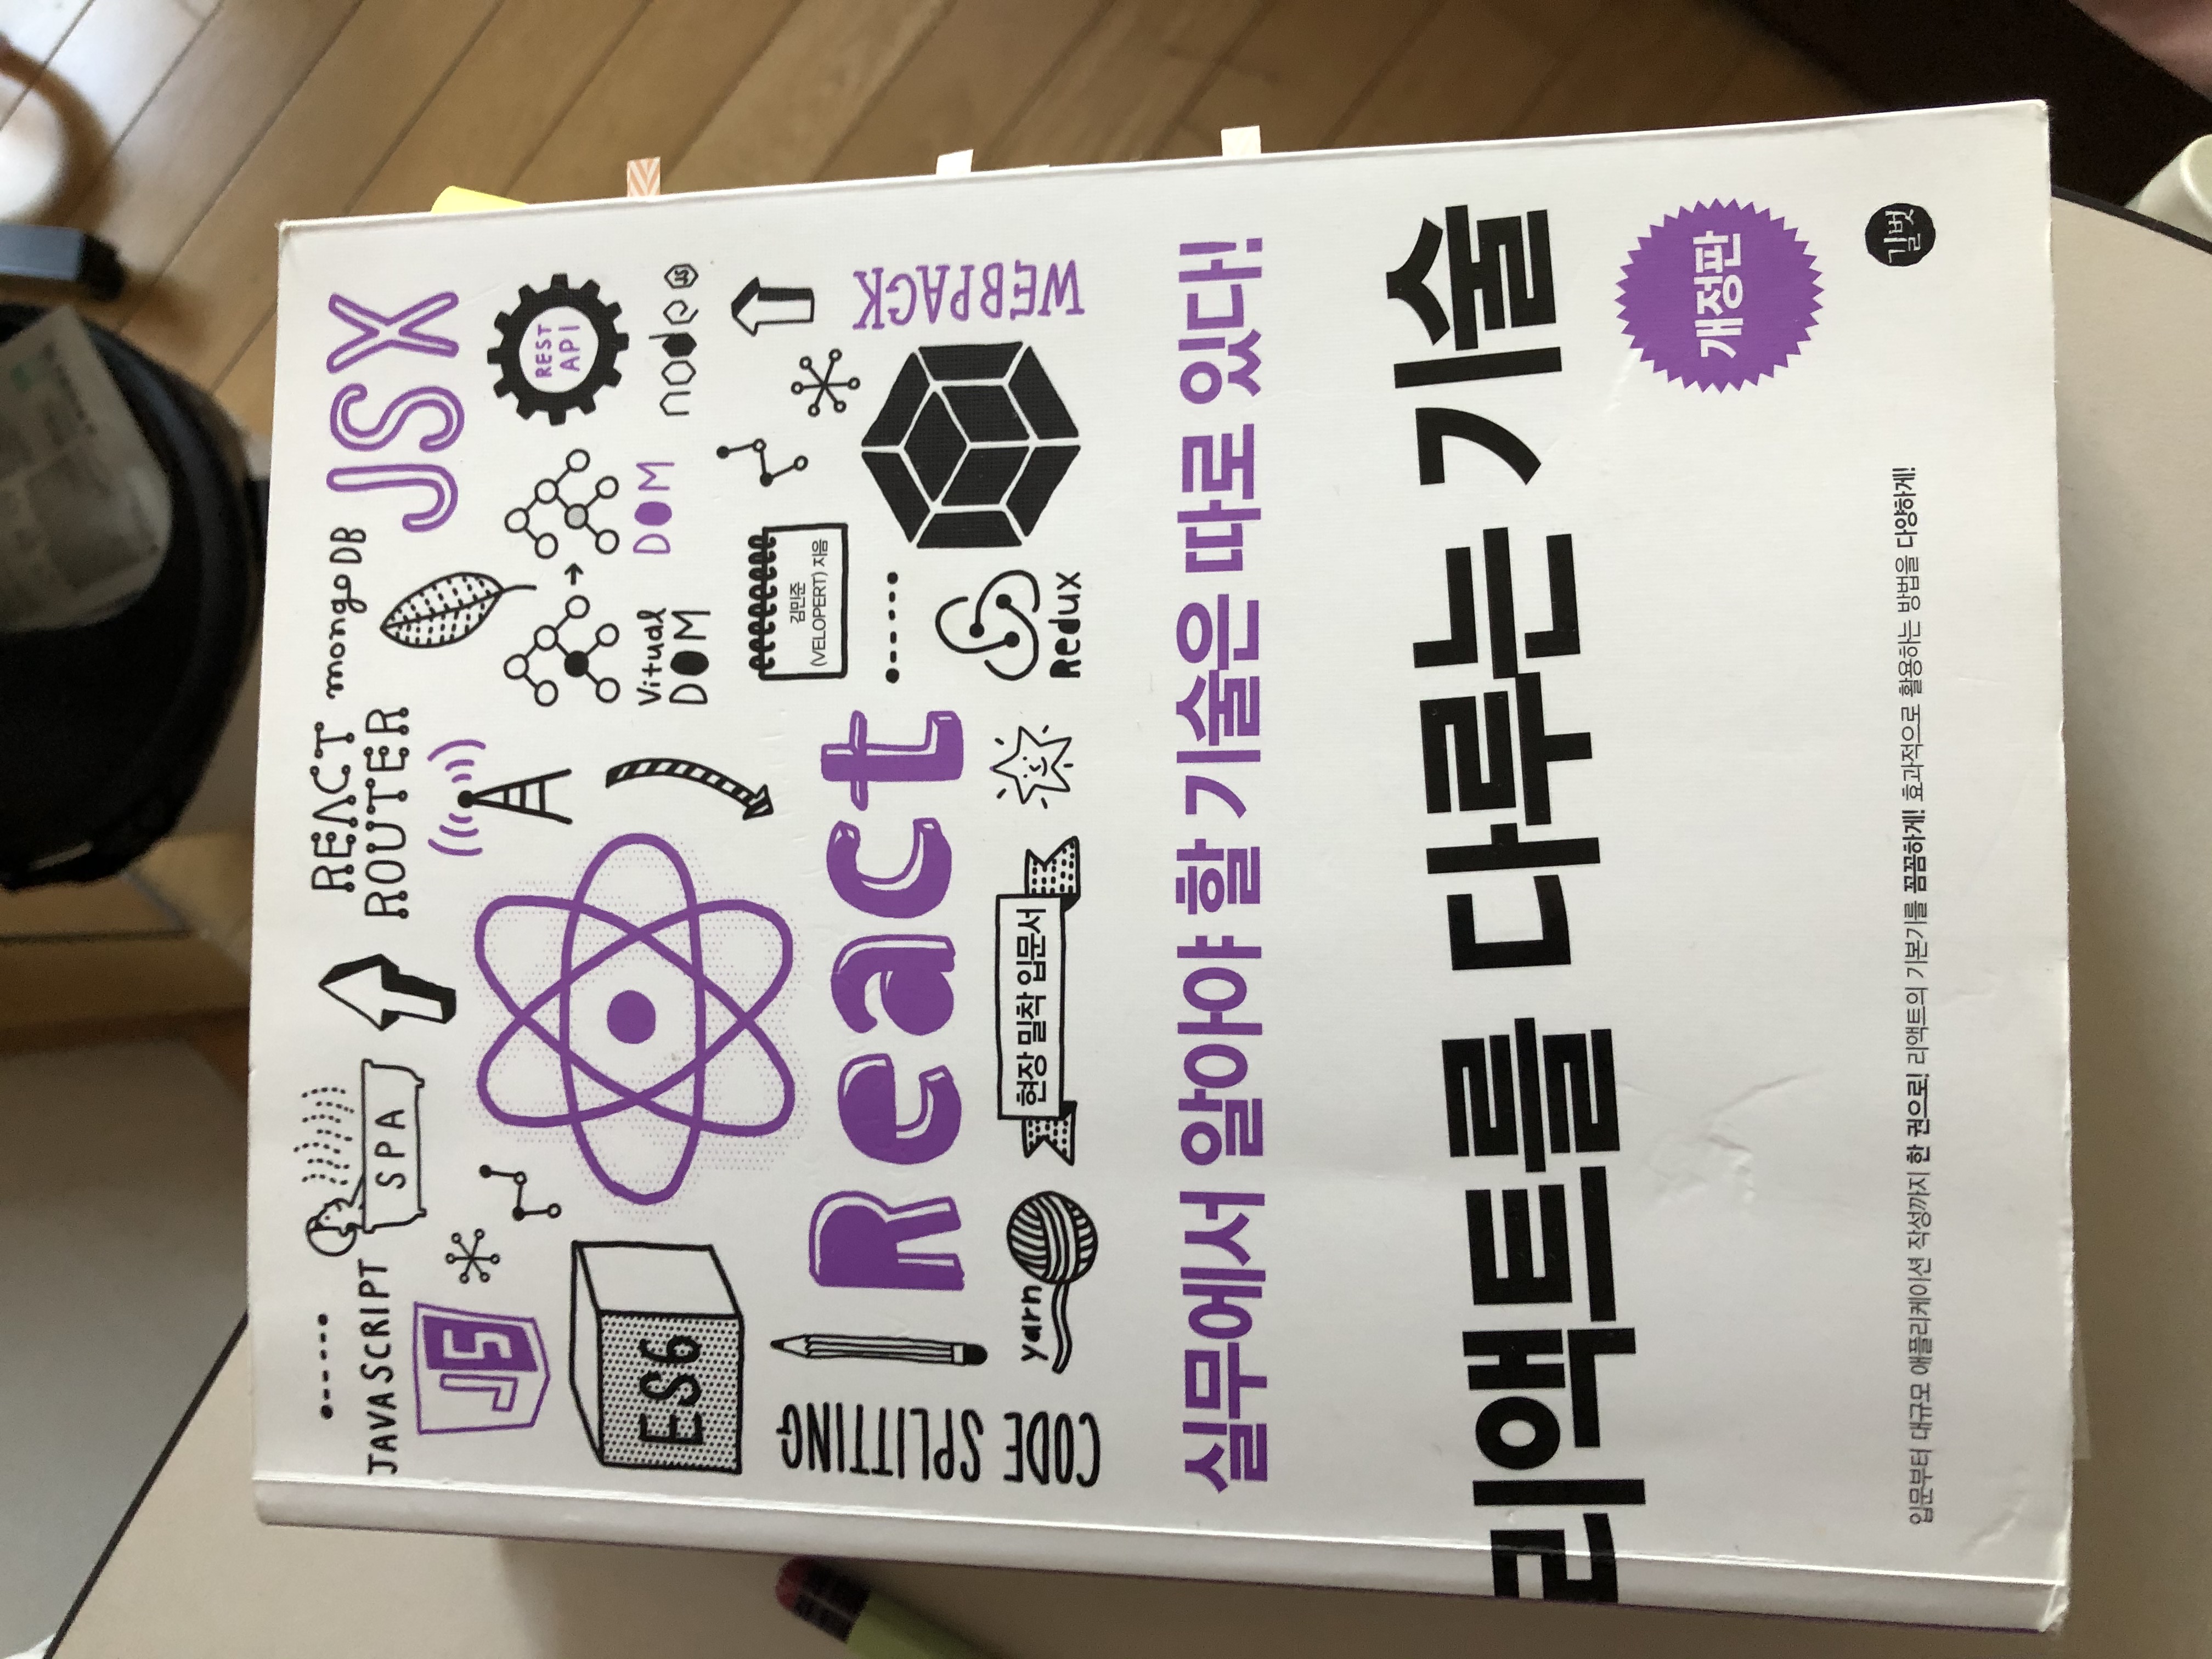 JAVASCRIPT
SPA
REACT
ROUTER
mongoDB
JSX
JS
REST
API
ES6
Vitual
DOM
DOM
node JS
김민준
(VELOPERT) 지음
CODE SPLITTING
React
WEBPACK
yarn
현장 밀착 입문서
Redux
실무에서 알아야 할 기술은 따로 있다!
리액트를 다루는 기술
개정판
입문부터 대규모 애플리케이션 작성까지 한 권으로! 리액트의 기본기를 꼼꼼하게! 효과적으로 활용하는 방법을 다양하게!
길벗